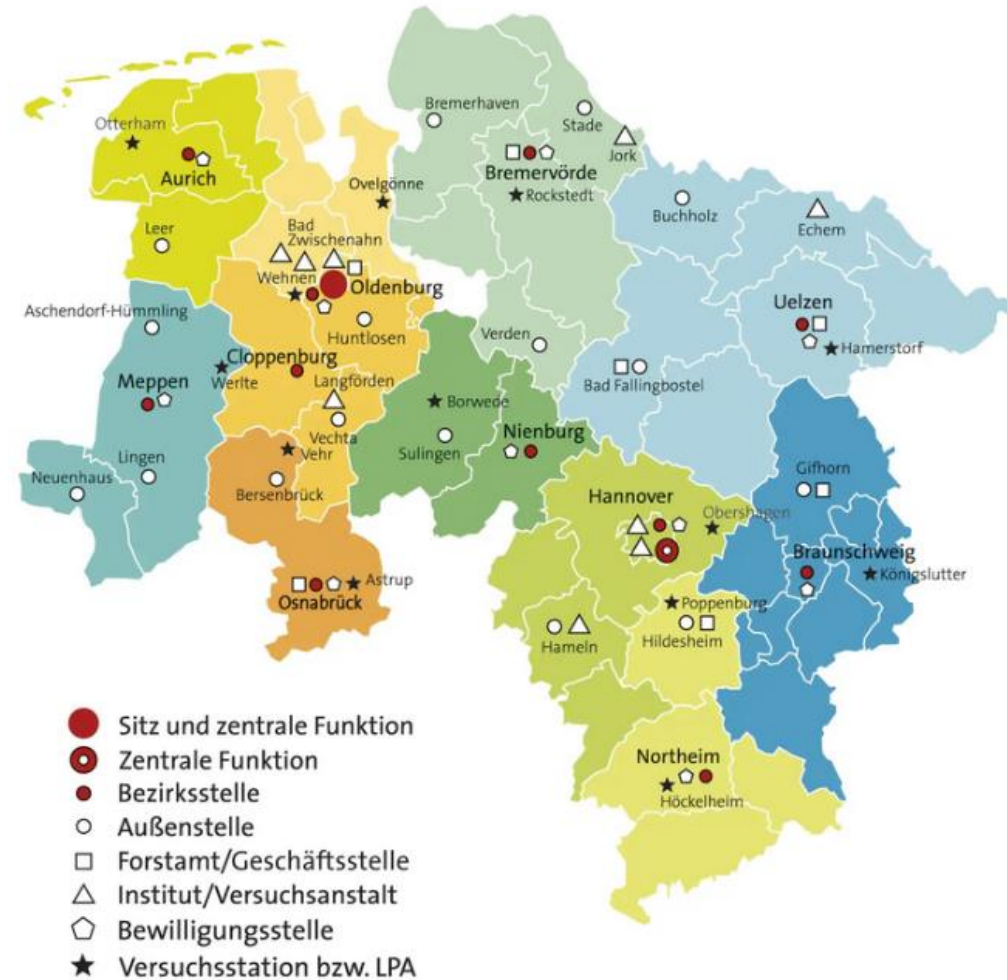 Bremerhaven
Stade
Otterham
Jork
Aurich
Bremervörde
Ovelgönne
Rockstedt
Buchholz
Echem
Leer
Bad
Zwischenahn
Wehnen
Oldenburg
Uelzen
Aschendorf-Hümmling
Huntlosen
Verden
Hamerstorf
Cloppenburg
Bad Fallingbostel
Meppen
Werlte
Langförden
Borwede
Nienburg
Vechta
Sulingen
Vehr
Lingen
Gifhorn
Neuenhaus
Bersenbrück
Hannover
Obershagen
Braunschweig
Astrup
Königslutter
Osnabrück
Poppenburg
Hameln
Hildesheim
Northeim
Höckelheim
Sitz und zentrale Funktion
Zentrale Funktion
Bezirksstelle
Außenstelle
Forstamt/Geschäftsstelle
Institut/Versuchsanstalt
Bewilligungsstelle
Versuchsstation bzw. LPA